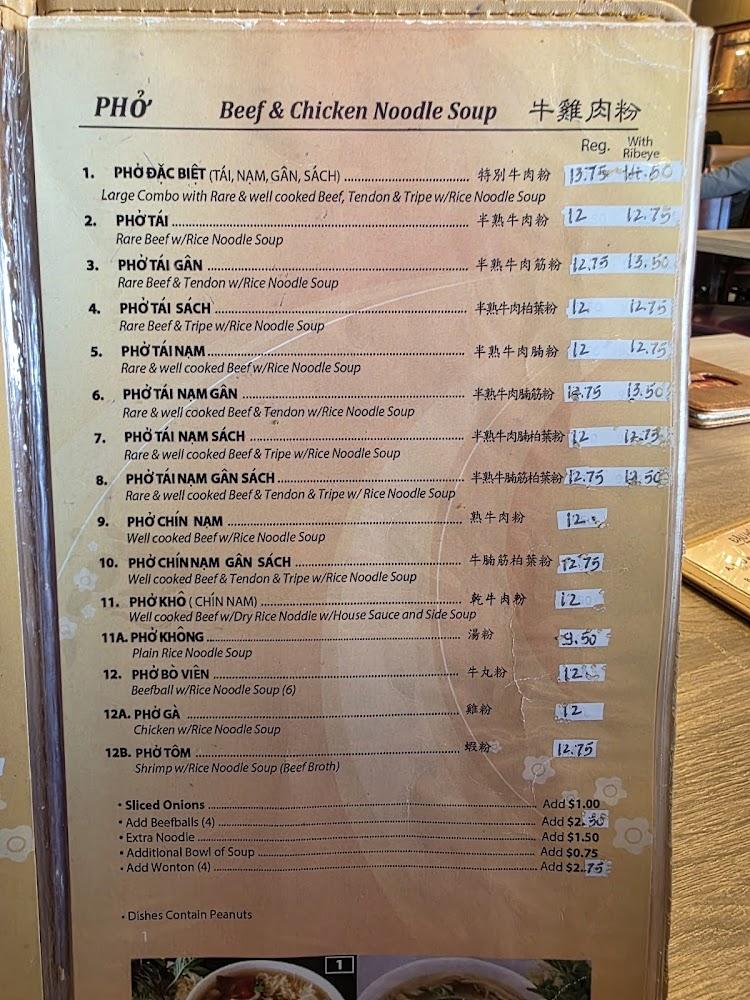 PHỞ Beef & Chicken Noodle Soup 牛雞肉粉
Reg. With Ribeye
1. PHỞ ĐẶC BIỆT (TÁI, NẠM, GÂN, SÁCH) 特別牛肉粉 13.75 14.50
Large Combo with Rare & well cooked Beef, Tendon & Tripe w/Rice Noodle Soup
2. PHỞ TÁI 半熟牛肉粉 12 12.75
Rare Beef w/Rice Noodle Soup
3. PHỞ TÁI GÂN 半熟牛肉筋粉 12.75 13.50
Rare Beef & Tendon w/Rice Noodle Soup
4. PHỞ TÁI SÁCH 半熟牛肉柏葉粉 12 12.75
Rare Beef & Tripe w/Rice Noodle Soup
5. PHỞ TÁI NẠM 半熟牛肉腩粉 12 12.75
Rare & well cooked Beef w/Rice Noodle Soup
6. PHỞ TÁI NẠM GÂN 半熟牛肉腩筋粉 12.75 13.50
Rare & well cooked Beef & Tendon w/Rice Noodle Soup
7. PHỞ TÁI NẠM SÁCH 半熟牛肉腩柏葉粉 12 12.75
Rare & well cooked Beef & Tripe w/Rice Noodle Soup
8. PHỞ TÁI NẠM GÂN SÁCH 半熟牛腩筋柏葉粉 12.75 13.50
Rare & well cooked Beef & Tendon & Tripe w/ Rice Noodle Soup
9. PHỞ CHÍN NẠM 熟牛肉粉 12
Well cooked Beef w/Rice Noodle Soup
10. PHỞ CHÍN NẠM GÂN SÁCH 牛腩筋柏葉粉 12.75
Well cooked Beef & Tendon & Tripe w/Rice Noodle Soup
11. PHỞ KHÔ ( CHÍN NẠM) 乾牛肉粉 12
Well cooked Beef w/Dry Rice Noddle w/House Sauce and Side Soup
11A. PHỞ KHÔNG 湯粉 9.50
Plain Rice Noodle Soup
12. PHỞ BÒ VIÊN 牛丸粉 12
Beefball w/Rice Noodle Soup (6)
12A. PHỞ GÀ 雞粉 12
Chicken w/Rice Noodle Soup
12B. PHỞ TÔM 蝦粉 12.75
Shrimp w/Rice Noodle Soup (Beef Broth)
• Sliced Onions Add $1.00
• Add Beefballs (4) Add $2.50
• Extra Noodle Add $1.50
• Additional Bowl of Soup Add $0.75
• Add Wonton (4) Add $2.75
• Dishes Contain Peanuts
1